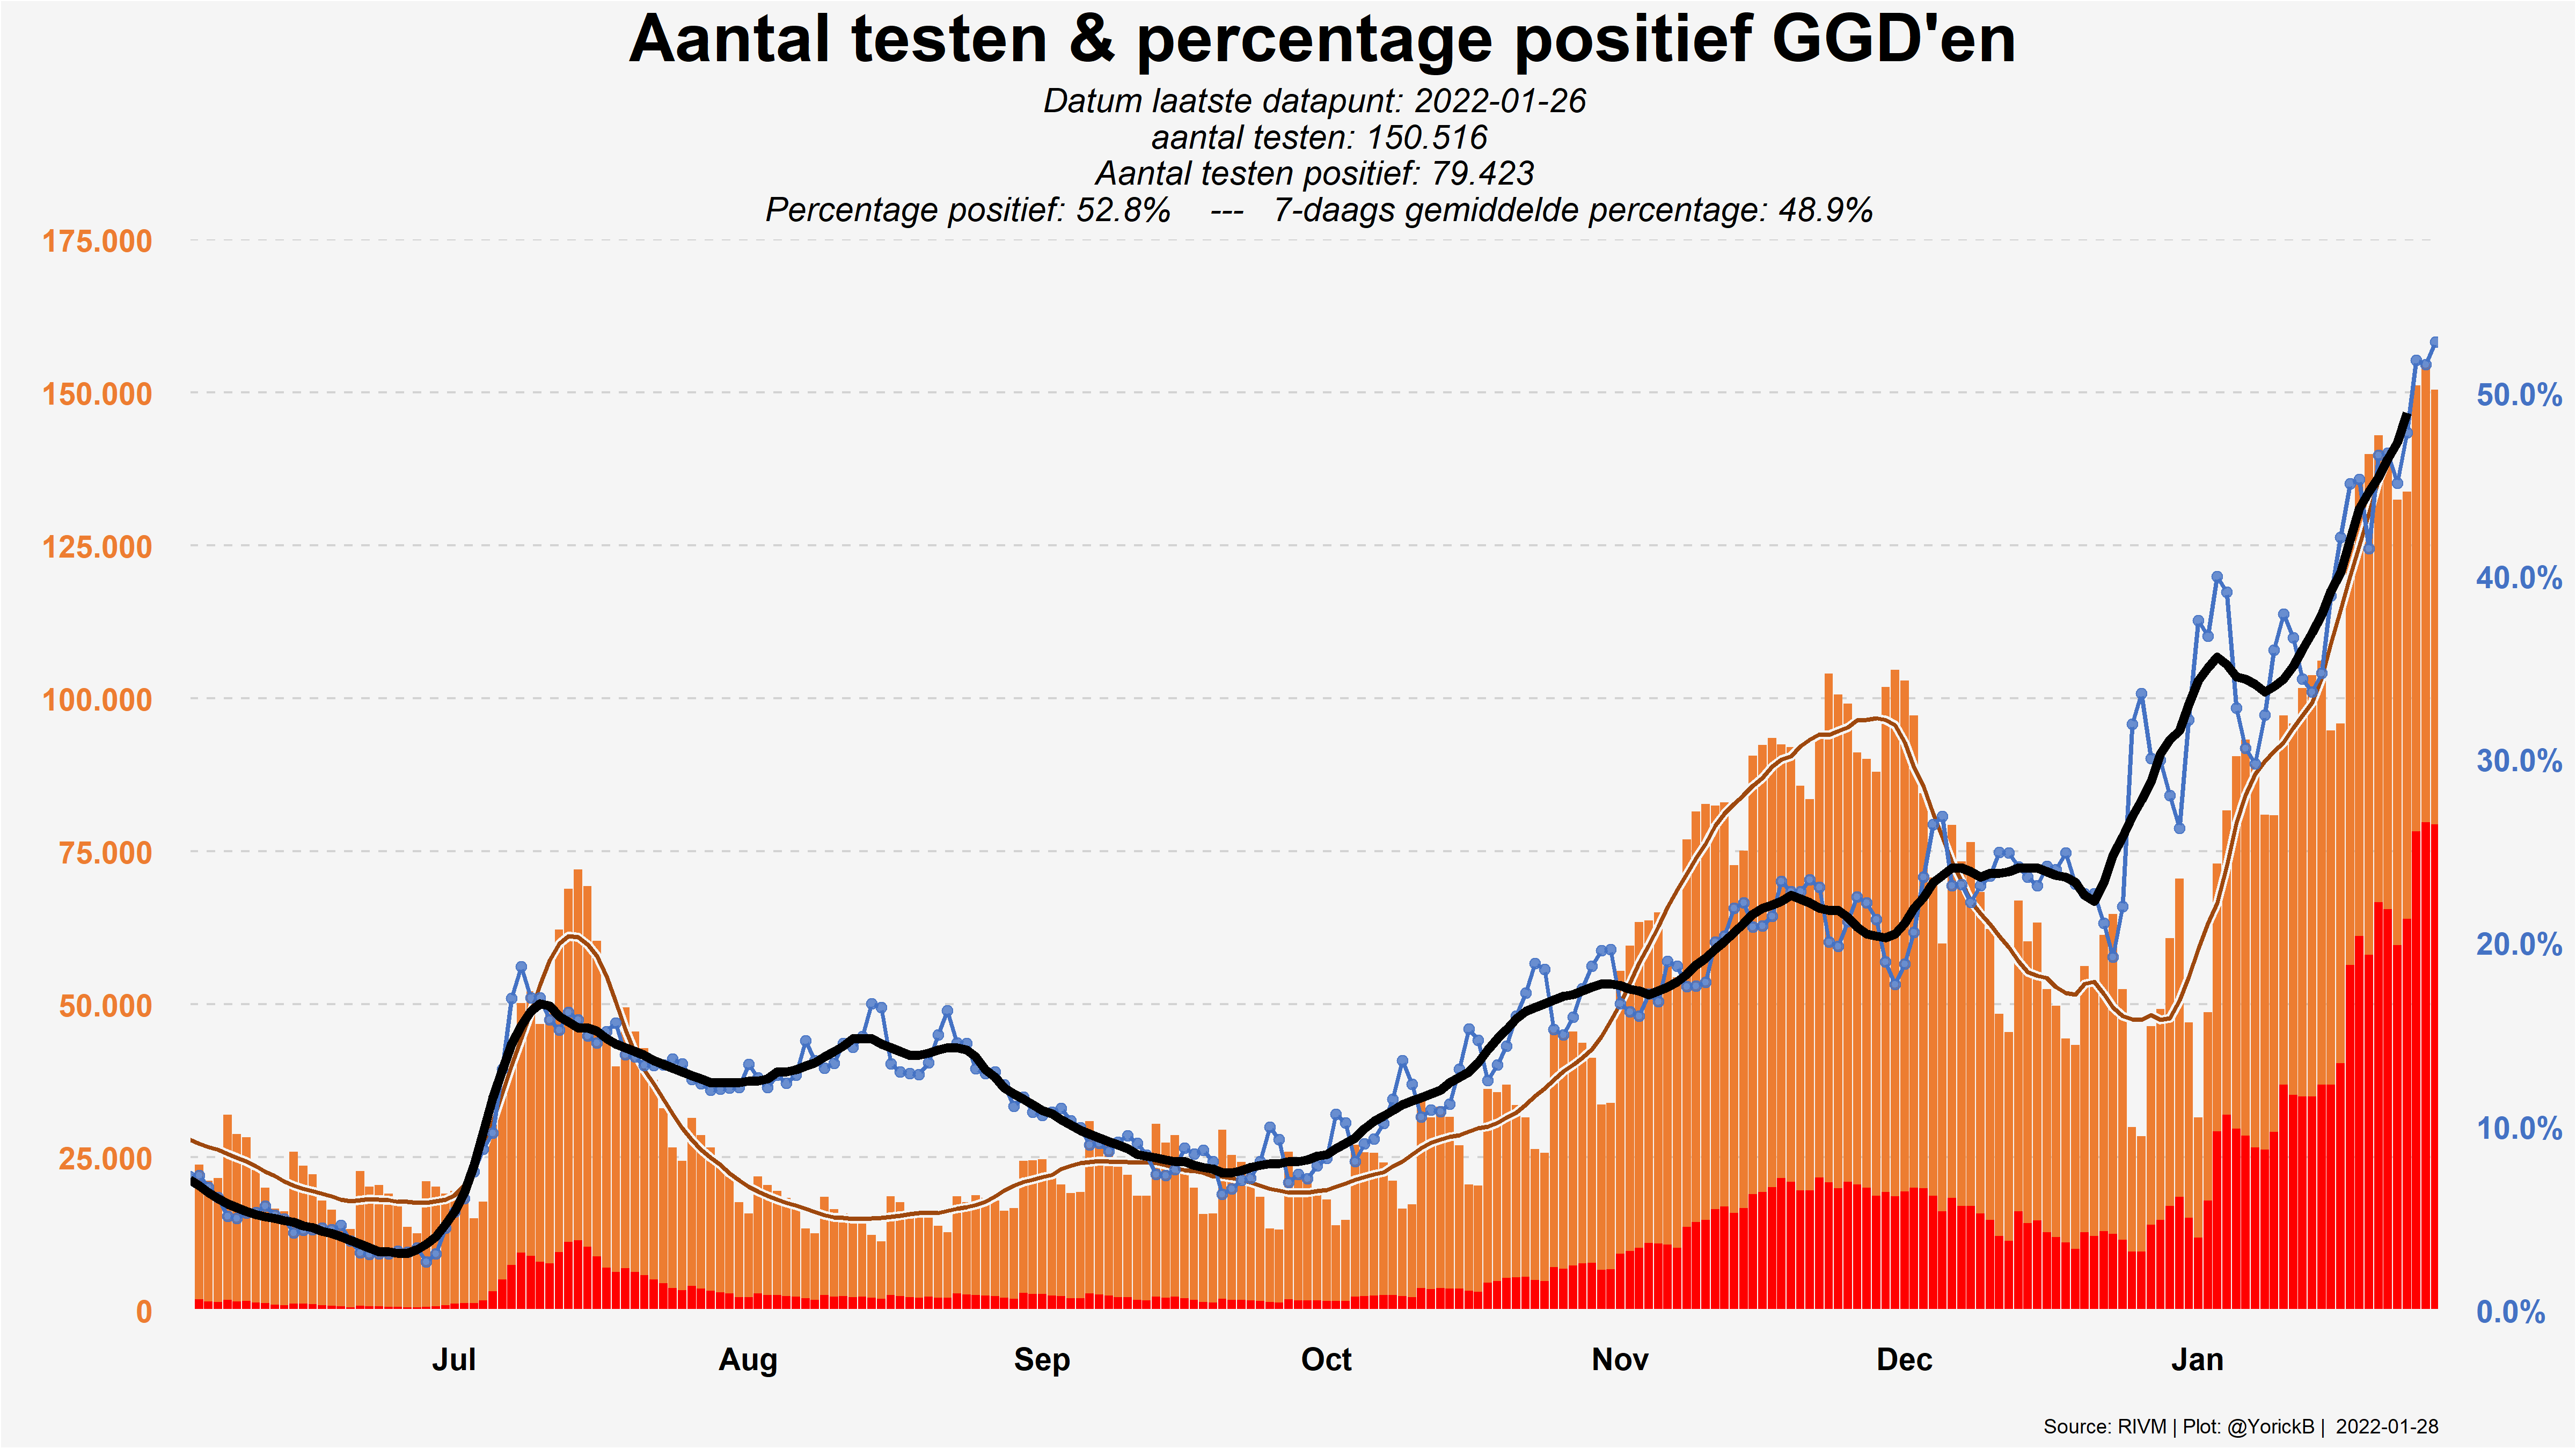 Aantal testen & percentage positief GGD'en
Datum laatste datapunt: 2022-01-26
aantal testen: 150.516
Aantal testen positief: 79.423
Percentage positief: 52.8% --- 7-daags gemiddelde percentage: 48.9%
175.000
150.000
125.000
100.000
75.000
50.000
25.000
0
50.0%
40.0%
30.0%
20.0%
10.0%
0.0%
Jul Aug Sep Oct Nov Dec Jan
Source: RIVM | Plot: @YorickB | 2022-01-28